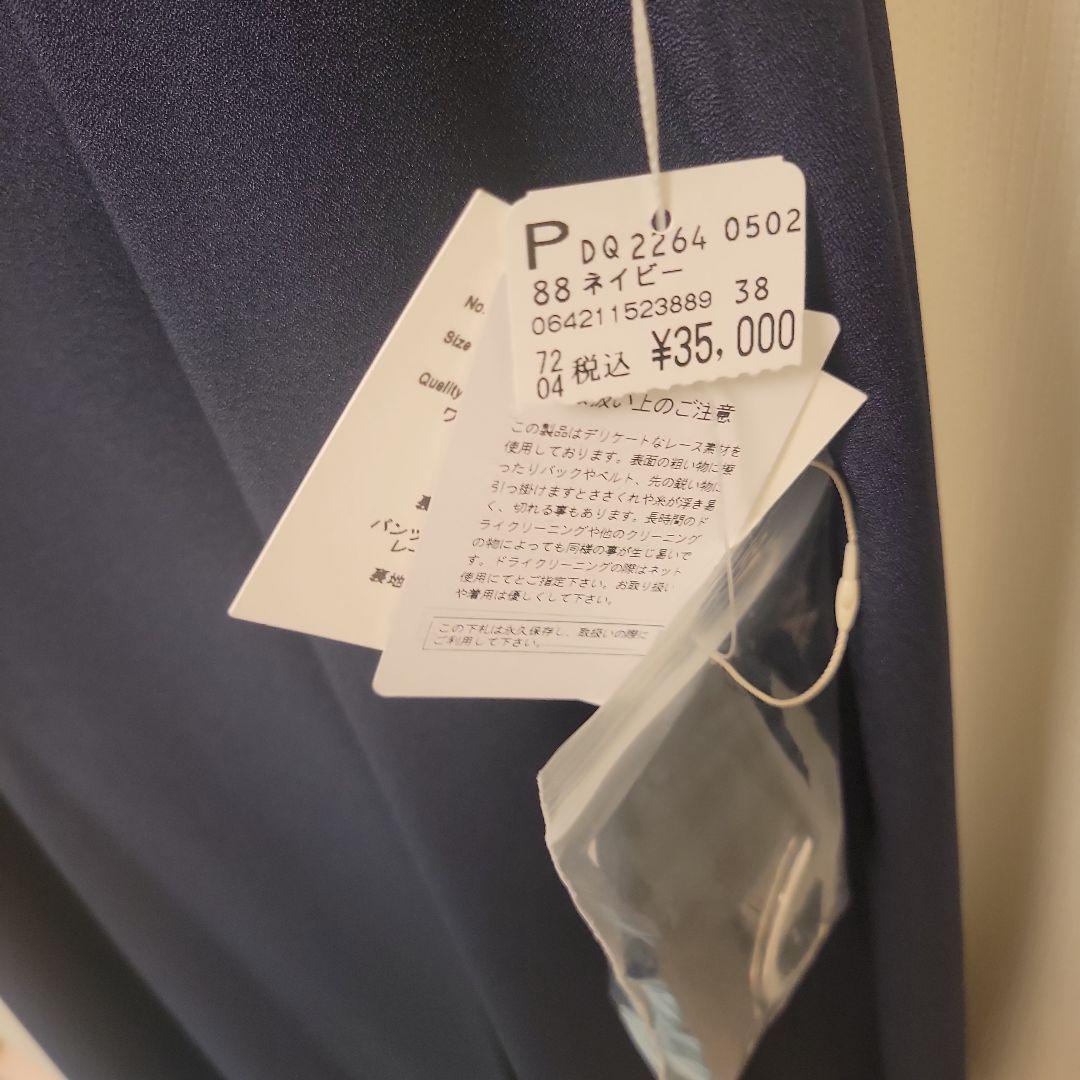 P DQ2264 0502
88 ネイビー
064211523889 38
72
04 税込 ¥35,000
No.
Size
Quality
ワ
裏
パンツ
レー
裏地
扱い上のご注意
この製品はデリケートなレース素材を
使用しております。表面の粗い物に擦
ったりバックやベルト、先の鋭い物に
引っ掛けますとささくれや糸が浮き易
く、切れる事もあります。長時間のド
ライクリーニングや他のクリーニング
の物によっても同様の事が生じ易いで
す。ドライクリーニングの際はネット
使用にてとご指定下さい。お取り扱い
や着用は優しくして下さい。
この下札は永久保存し、取扱いの際に
ご利用して下さい。